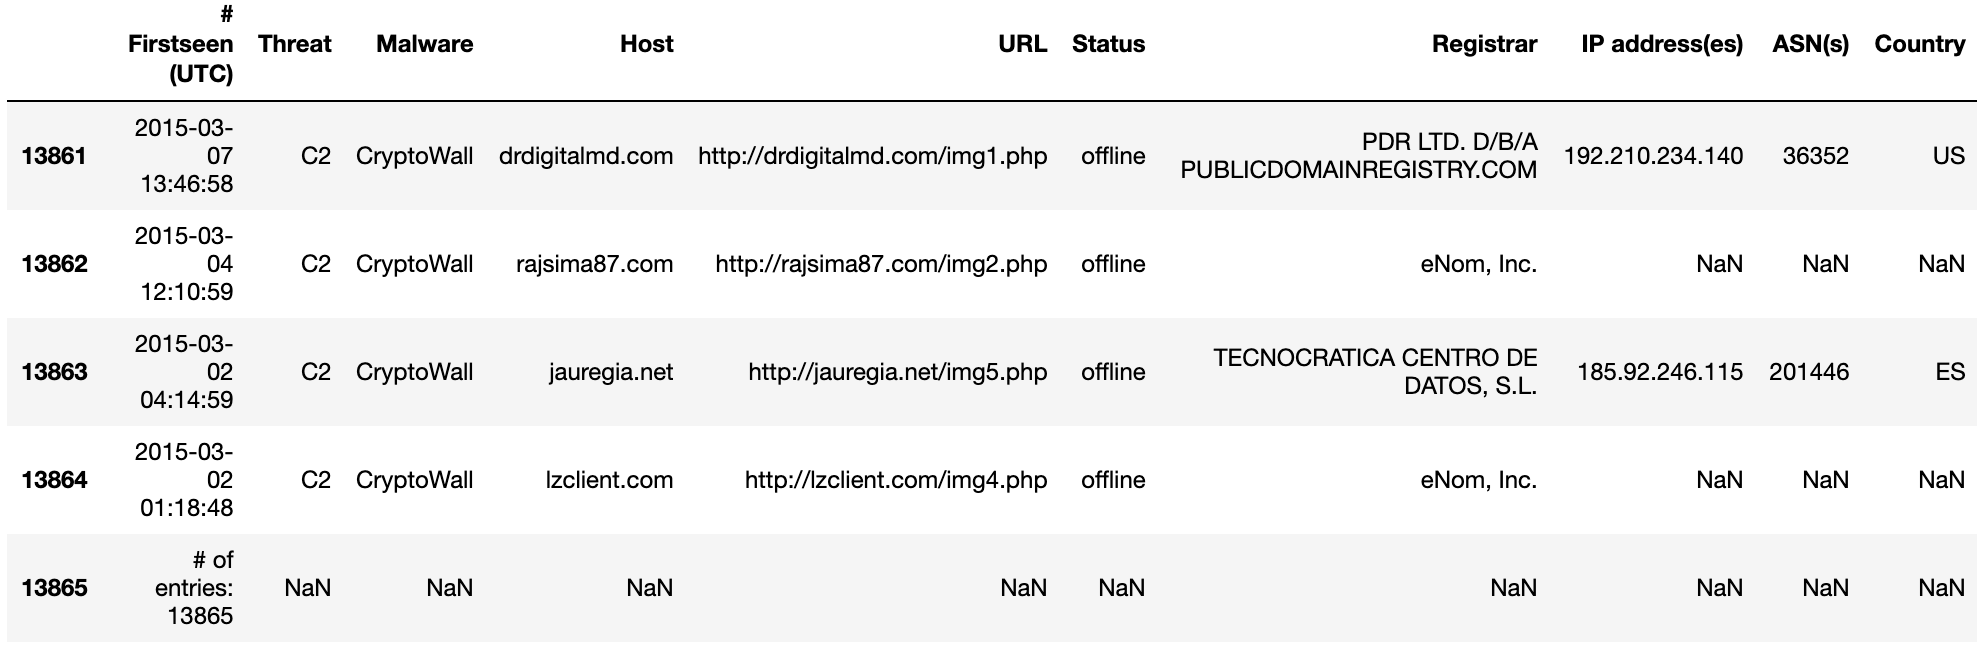 # Firstseen (UTC) Threat Malware Host URL Status Registrar IP address(es) ASN(s) Country
13861 2015-03-07 13:46:58 C2 CryptoWall drdigitalmd.com http://drdigitalmd.com/img1.php offline PDR LTD. D/B/A PUBLICDOMAINREGISTRY.COM 192.210.234.140 36352 US
13862 2015-03-04 12:10:59 C2 CryptoWall rajsima87.com http://rajsima87.com/img2.php offline eNom, Inc. NaN NaN NaN
13863 2015-03-02 04:14:59 C2 CryptoWall jauregia.net http://jauregia.net/img5.php offline TECNOCRATICA CENTRO DE DATOS, S.L. 185.92.246.115 201446 ES
13864 2015-03-02 01:18:48 C2 CryptoWall lzclient.com http://lzclient.com/img4.php offline eNom, Inc. NaN NaN NaN
13865 # of entries: 13865 NaN NaN NaN NaN NaN NaN NaN NaN NaN